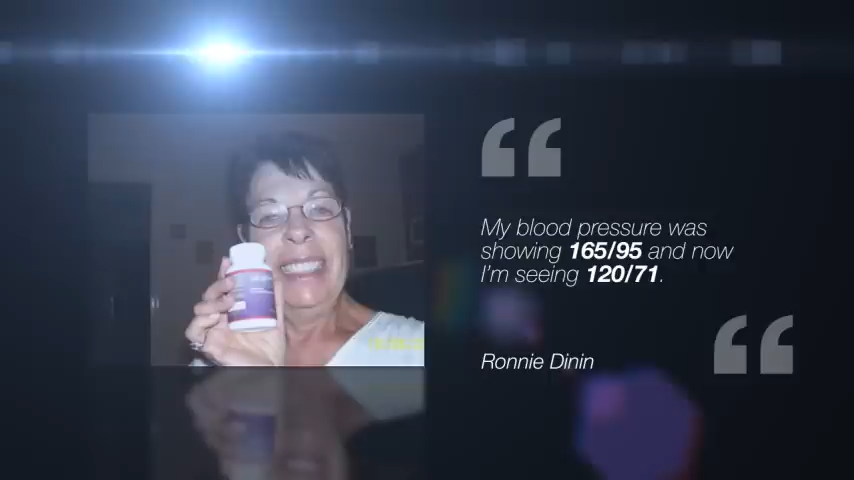 My blood pressure was
showing 165/95 and now
I'm seeing 120/71.
Ronnie Dinin